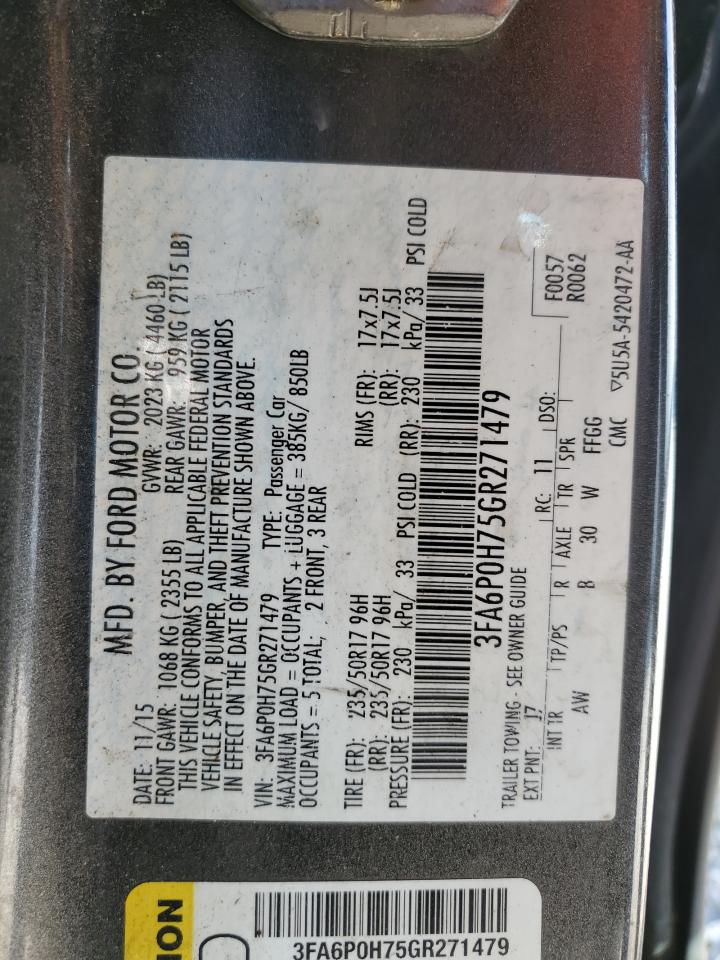 MFD. BY FORD MOTOR CO.
DATE: 11/15 GVWR: 2023 KG ( 4460 LB)
FRONT GAWR: 1068 KG ( 2355 LB) REAR GAWR: 959 KG ( 2115 LB)
THIS VEHICLE CONFORMS TO ALL APPLICABLE FEDERAL MOTOR
VEHICLE SAFETY, BUMPER, AND THEFT PREVENTION STANDARDS
IN EFFECT ON THE DATE OF MANUFACTURE SHOWN ABOVE.
VIN: 3FA6P0H75GR271479 TYPE: Passenger Car
MAXIMUM LOAD = OCCUPANTS + LUGGAGE = 385KG/ 850LB
OCCUPANTS = 5 TOTAL; 2 FRONT, 3 REAR
TIRE (FR): 235/50R17 96H RIMS (FR): 17x7.5J
(RR): 235/50R17 96H (RR): 17x7.5J
PRESSURE (FR): 230 kPa/ 33 PSI COLD (RR): 230 kPa/ 33 PSI COLD
3FA6P0H75GR271479
TRAILER TOWING - SEE OWNER GUIDE F0057
EXT PNT: 17 RC: 11 DSO: R0062
INT TR TP/PS R AXLE TR SPR
AW B 30 W FFGG
CMC ▽5U5A-5420472-AA
ION
3FA6P0H75GR271479